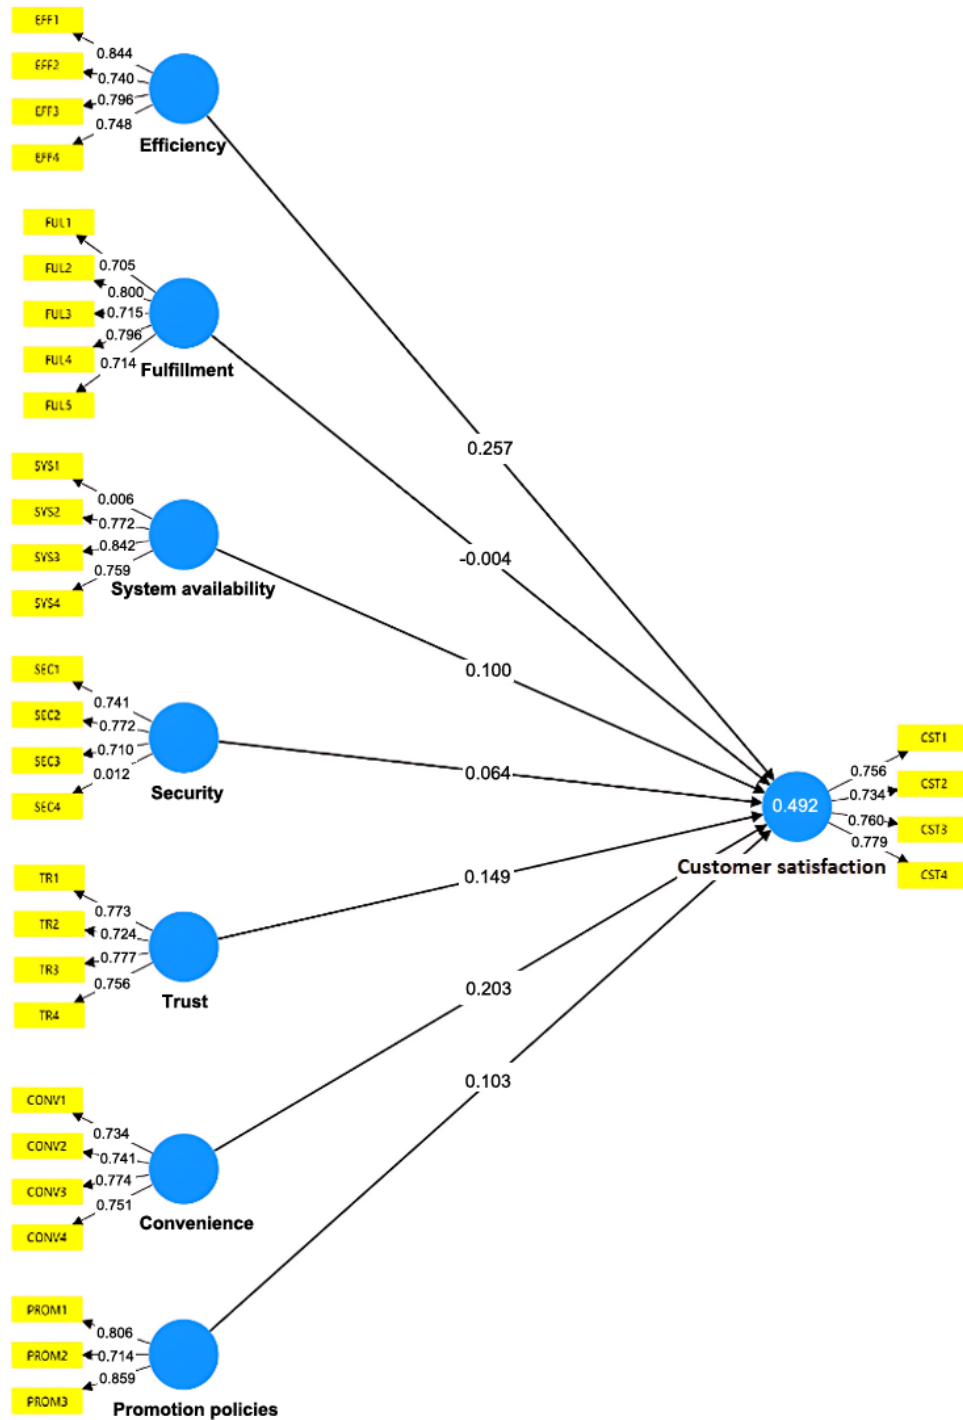 EFF1
0.844
EFF2
0.740
EFF3
0.796
EFF4
0.748
Efficiency
FUL1
0.705
FUL2
0.800
FUL3
0.715
FUL4
0.796
FUL5
0.714
Fulfillment
0.257
SYS1
0.006
SYS2
0.772
SYS3
0.842
SYS4
0.759
System availability
-0.004
0.100
SEC1
0.741
SEC2
0.772
SEC3
0.710
SEC4
0.012
Security
0.064
TR1
0.773
TR2
0.724
TR3
0.777
TR4
0.756
Trust
0.149
CONV1
0.734
CONV2
0.741
CONV3
0.774
CONV4
0.751
Convenience
0.203
PROM1
0.806
PROM2
0.714
PROM3
0.859
Promotion policies
0.103
0.492
Customer satisfaction
CST1
0.756
CST2
0.734
CST3
0.760
CST4
0.779